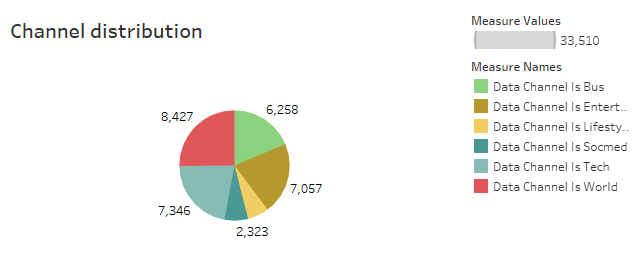 Channel distribution
Measure Values
33,510
Measure Names
Data Channel Is Bus
Data Channel Is Entert..
Data Channel Is Lifesty..
Data Channel Is Socmed
Data Channel Is Tech
Data Channel Is World
8,427
6,258
7,057
7,346
2,323